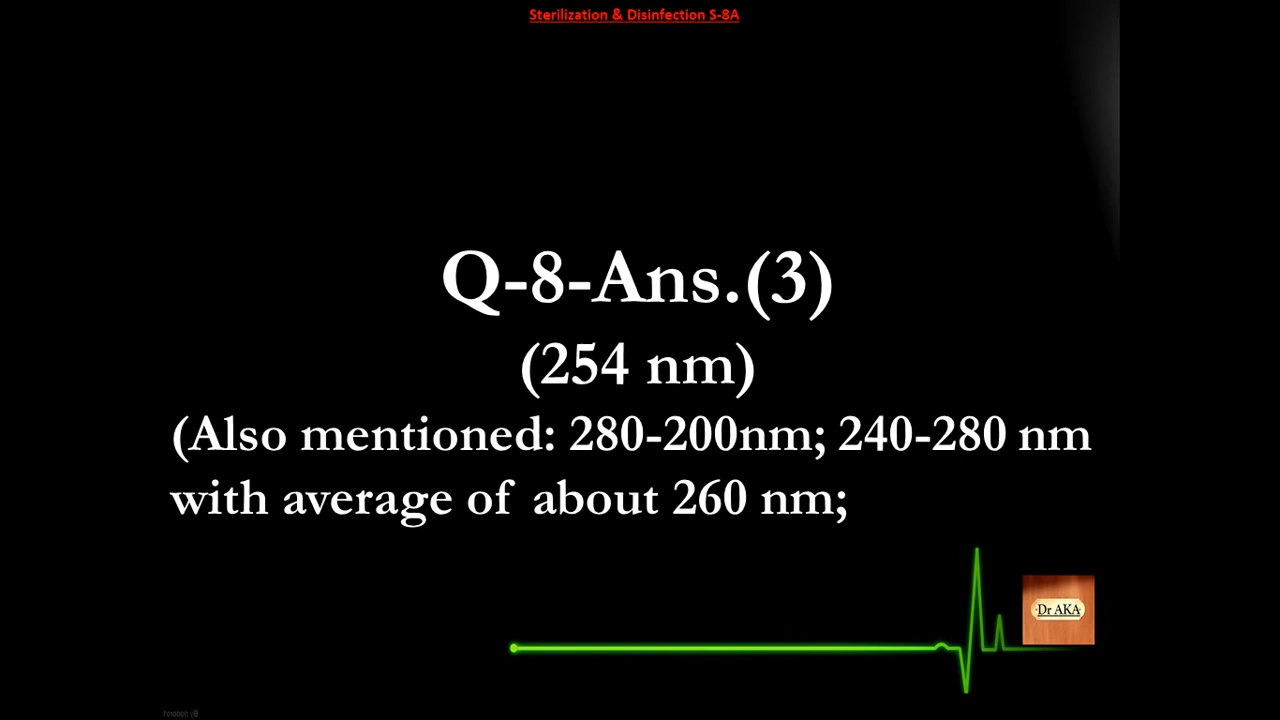 Sterilization & Disinfection S-8A
Q-8-Ans.(3)
(254 nm)
(Also mentioned: 280-200nm; 240-280 nm
with average of about 260 nm;
Dr AKA